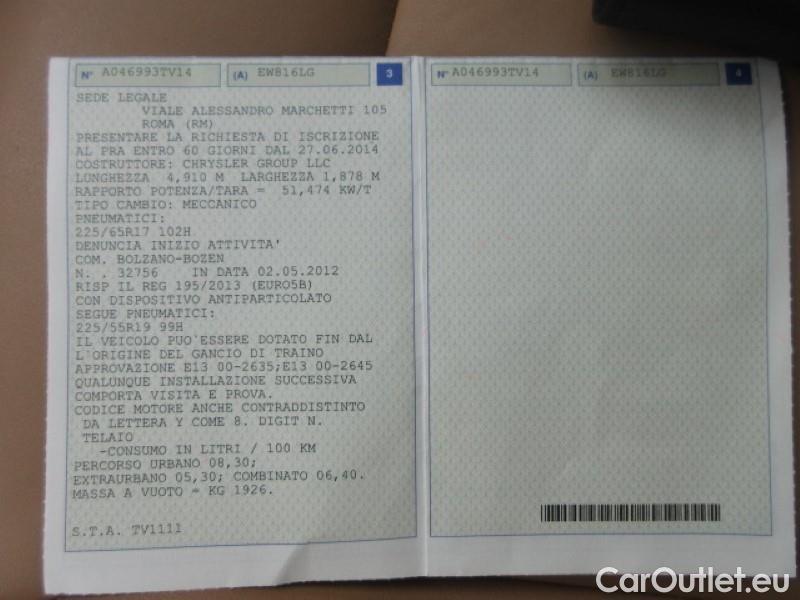 N° A046993TV14 (A) EW816LG 3
SEDE LEGALE
VIALE ALESSANDRO MARCHETTI 105
ROMA (RM)
PRESENTARE LA RICHIESTA DI ISCRIZIONE
AL PRA ENTRO 60 GIORNI DAL 27.06.2014
COSTRUTTORE: CHRYSLER GROUP LLC
LUNGHEZZA 4,910 M LARGHEZZA 1,878 M
RAPPORTO POTENZA/TARA = 51,474 KW/T
TIPO CAMBIO: MECCANICO
PNEUMATICI:
225/65R17 102H
DENUNCIA INIZIO ATTIVITA'
COM. BOLZANO-BOZEN
N. . 32756 IN DATA 02.05.2012
RISP IL REG 195/2013 (EURO5B)
CON DISPOSITIVO ANTIPARTICOLATO
SEGUE PNEUMATICI:
225/55R19 99H
IL VEICOLO PUO'ESSERE DOTATO FIN DAL
L'ORIGINE DEL GANCIO DI TRAINO
APPROVAZIONE E13 00-2635;E13 00-2645
QUALUNQUE INSTALLAZIONE SUCCESSIVA
COMPORTA VISITA E PROVA.
CODICE MOTORE ANCHE CONTRADDISTINTO
DA LETTERA Y COME 8. DIGIT N.
TELAIO
-CONSUMO IN LITRI / 100 KM
PERCORSO URBANO 08,30;
EXTRAURBANO 05,30; COMBINATO 06,40.
MASSA A VUOTO = KG 1926.
S.T.A. TV1111
N° A046993TV14 (A) EW816LG 4
CarOutlet.eu